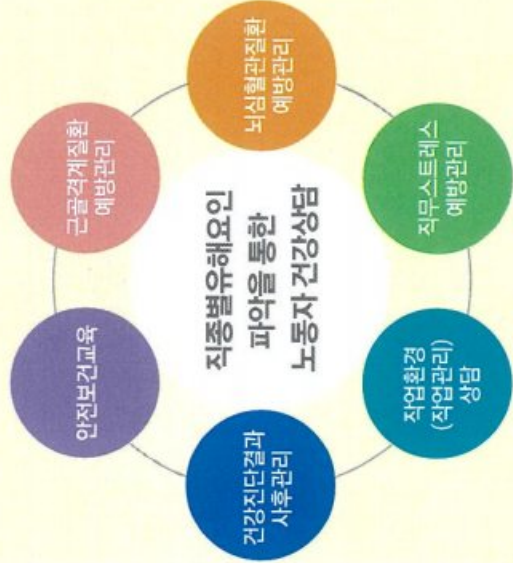 직종별유해요인
파악을 통한
노동자 건강상담
뇌심혈관질환
예방관리
직무스트레스
예방관리
작업환경
(작업관리)
상담
건강진단결과
사후관리
안전보건교육
근골격계질환
예방관리